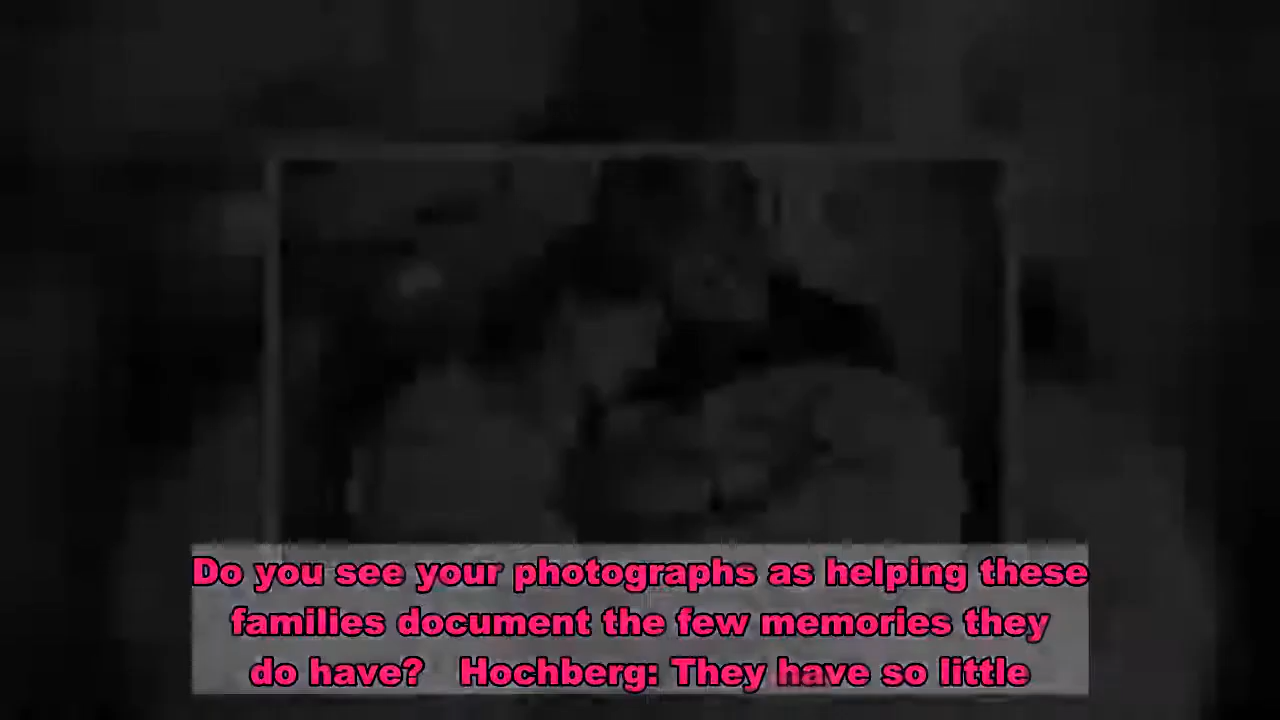 Do you see your photographs as helping these
families document the few memories they
do have? Hochberg: They have so little